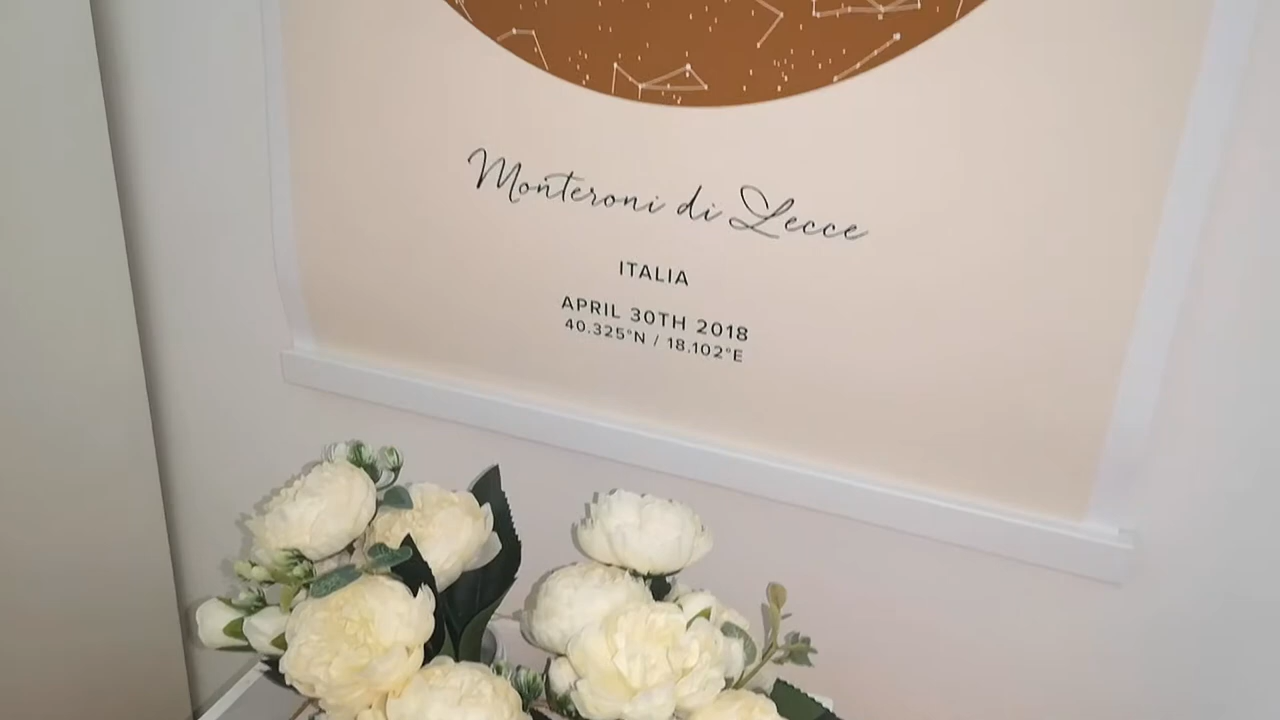 Monteroni di Lecce
ITALIA
APRIL 30TH 2018
40.325°N / 18.102°E